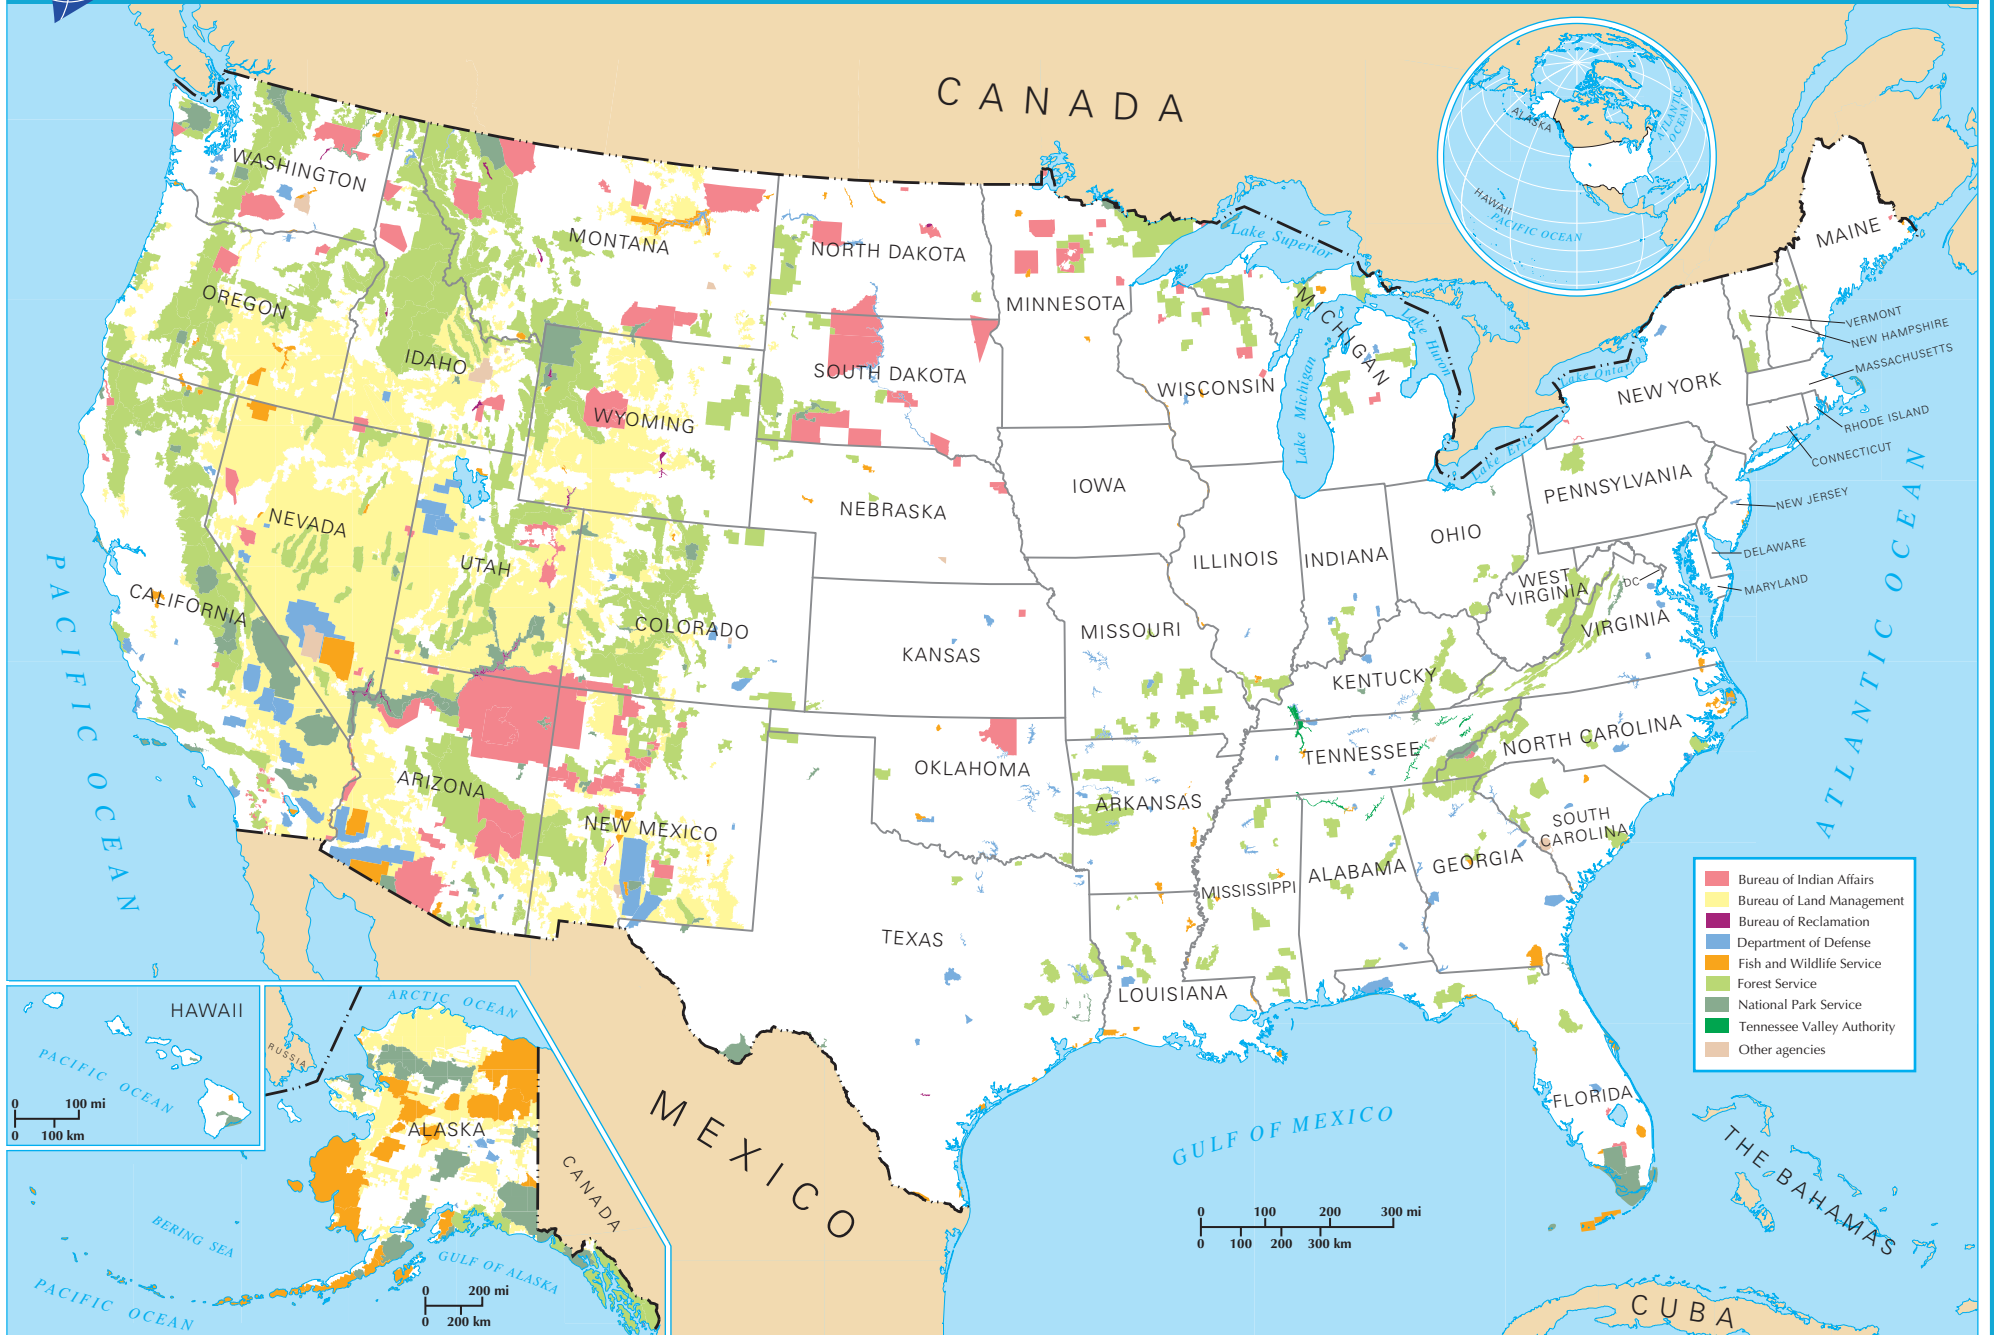 CANADA
ALASKA
ATLANTIC
OCEAN
HAWAII
PACIFIC OCEAN
WASHINGTON
MONTANA
NORTH DAKOTA
MINNESOTA
Lake Superior
MAINE
OREGON
IDAHO
WYOMING
SOUTH DAKOTA
WISCONSIN
MICHIGAN
Lake Michigan
Lake Huron
Lake Ontario
Lake Erie
NEW YORK
VERMONT
NEW HAMPSHIRE
MASSACHUSETTS
RHODE ISLAND
CONNECTICUT
NEW JERSEY
DELAWARE
MARYLAND
DC
NEVADA
UTAH
COLORADO
NEBRASKA
IOWA
ILLINOIS
INDIANA
OHIO
PENNSYLVANIA
WEST
VIRGINIA
VIRGINIA
CALIFORNIA
KANSAS
MISSOURI
KENTUCKY
ARIZONA
NEW MEXICO
OKLAHOMA
ARKANSAS
TENNESSEE
NORTH CAROLINA
SOUTH
CAROLINA
TEXAS
LOUISIANA
MISSISSIPPI
ALABAMA
GEORGIA
FLORIDA
PACIFIC OCEAN
ATLANTIC OCEAN
Bureau of Indian Affairs
Bureau of Land Management
Bureau of Reclamation
Department of Defense
Fish and Wildlife Service
Forest Service
National Park Service
Tennessee Valley Authority
Other agencies
HAWAII
PACIFIC OCEAN
0 100 mi
0 100 km
ARCTIC OCEAN
RUSSIA
ALASKA
CANADA
BERING SEA
GULF OF ALASKA
PACIFIC OCEAN
0 200 mi
0 200 km
MEXICO
GULF OF MEXICO
0 100 200 300 mi
0 100 200 300 km
THE BAHAMAS
CUBA